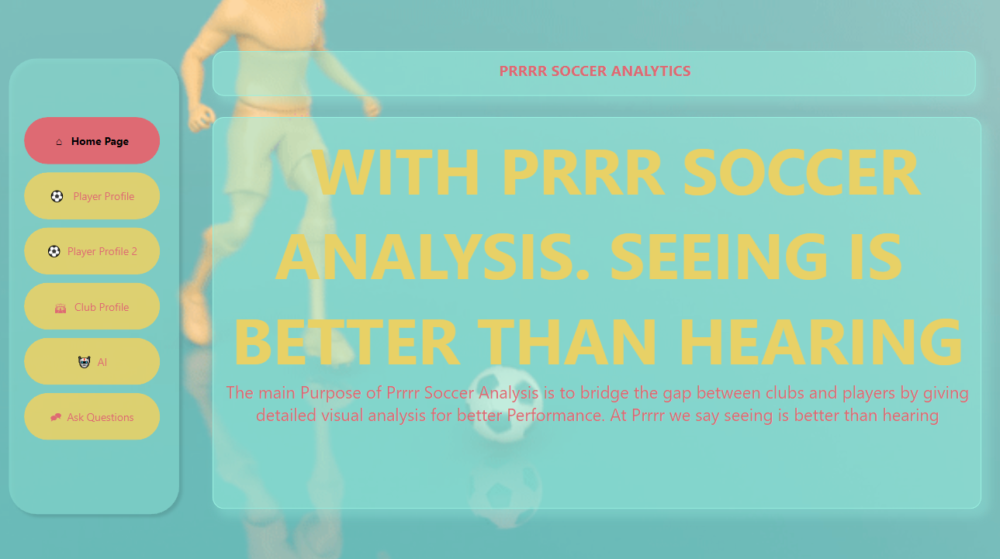 PRRRR SOCCER ANALYTICS
Home Page
Player Profile
Player Profile 2
Club Profile
AI
Ask Questions
WITH PRRR SOCCER
ANALYSIS. SEEING IS
BETTER THAN HEARING
The main Purpose of Prrrr Soccer Analysis is to bridge the gap between clubs and players by giving
detailed visual analysis for better Performance. At Prrrr we say seeing is better than hearing